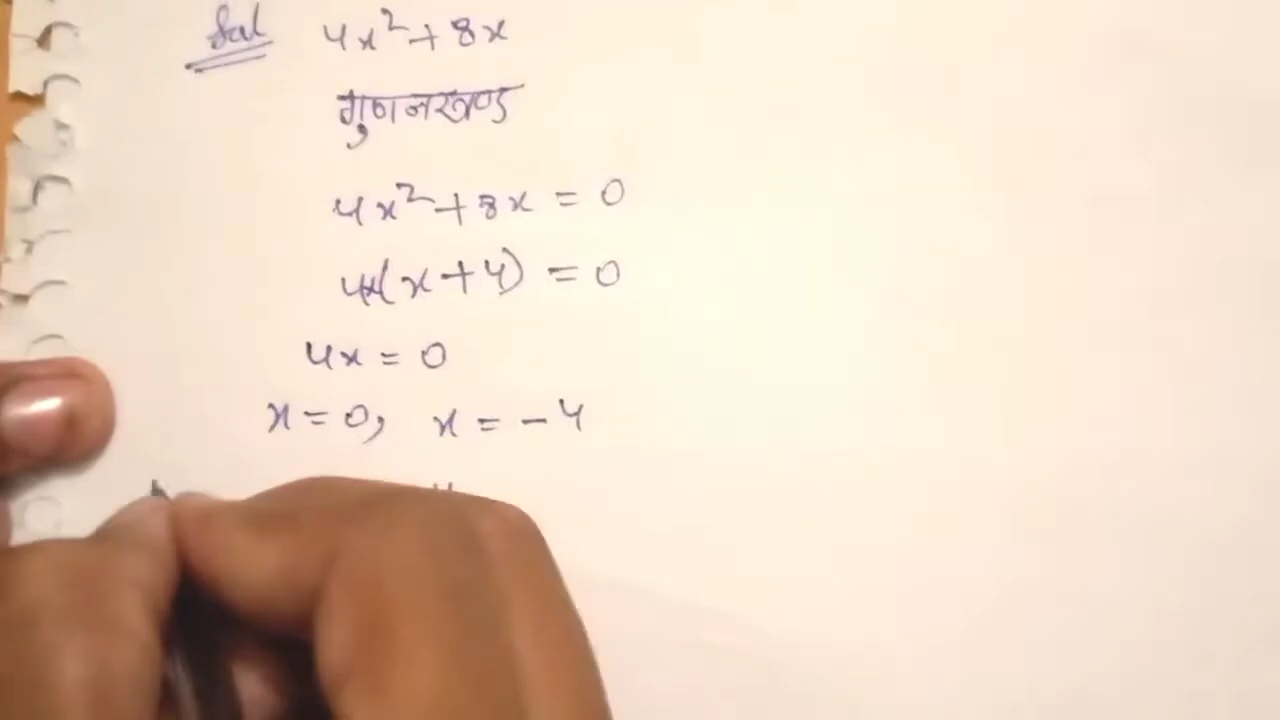 Sol 4x²+8x
गुणनखण्ड
4x²+8x = 0
4x(x+4) = 0
4x = 0
x = 0, x = -4